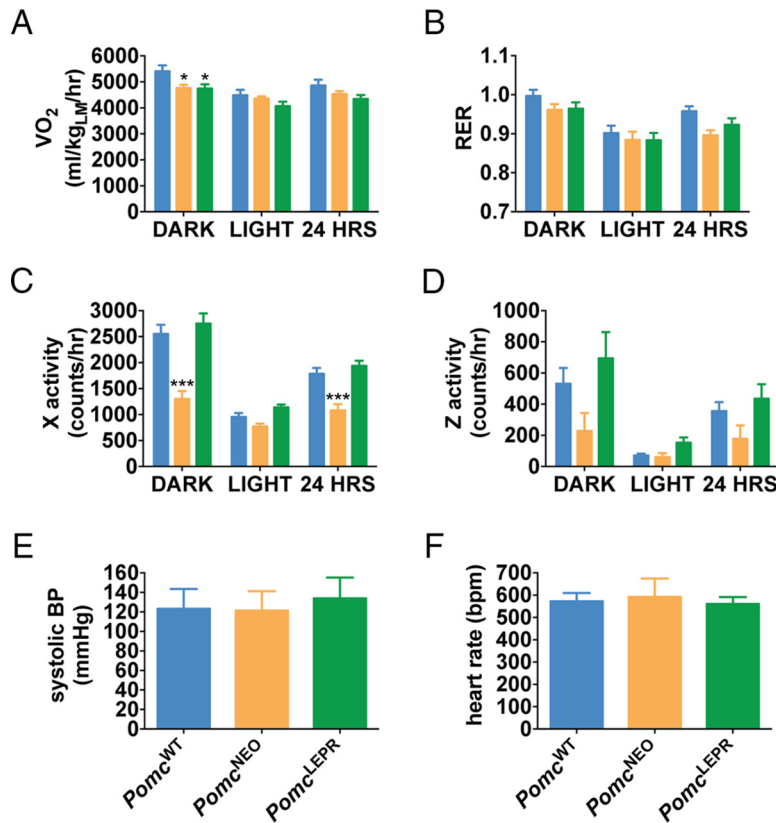 A
VO2
(ml/kgLM/hr)
6000
5000
4000
3000
2000
1000
0
* *
DARK LIGHT 24 HRS
B
RER
1.1
1.0
0.9
0.8
0.7
DARK LIGHT 24 HRS
C
X activity
(counts/hr)
3000
2500
2000
1500
1000
500
0
***
***
DARK LIGHT 24 HRS
D
Z activity
(counts/hr)
1000
800
600
400
200
0
DARK LIGHT 24 HRS
E
systolic BP
(mmHg)
160
140
120
100
80
60
40
20
0
PomcWT
PomcNEO
PomcLEPR
F
heart rate (bpm)
700
600
500
400
300
200
100
0
PomcWT
PomcNEO
PomcLEPR